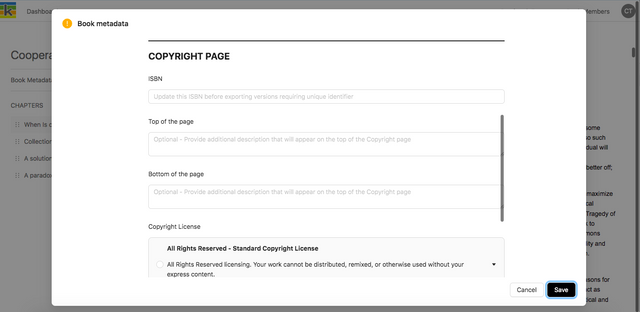 Book metadata
COPYRIGHT PAGE
ISBN
Update this ISBN before exporting versions requiring unique identifier
Top of the page
Optional - Provide additional description that will appear on the top of the Copyright page
Bottom of the page
Optional - Provide additional description that will appear on the top of the Copyright page
Copyright License
All Rights Reserved - Standard Copyright License
All Rights Reserved licensing. Your work cannot be distributed, remixed, or otherwise used without your
express content.
Cancel Save
k Dashboa
embers CT
Coopera
Book Metadat
CHAPTERS
When is c
Collection
A solution
A parado
some
o such
dual will
better off;
maximize
cal
Tragedy of
to
mons
lity and
sons for
ct as
tical and